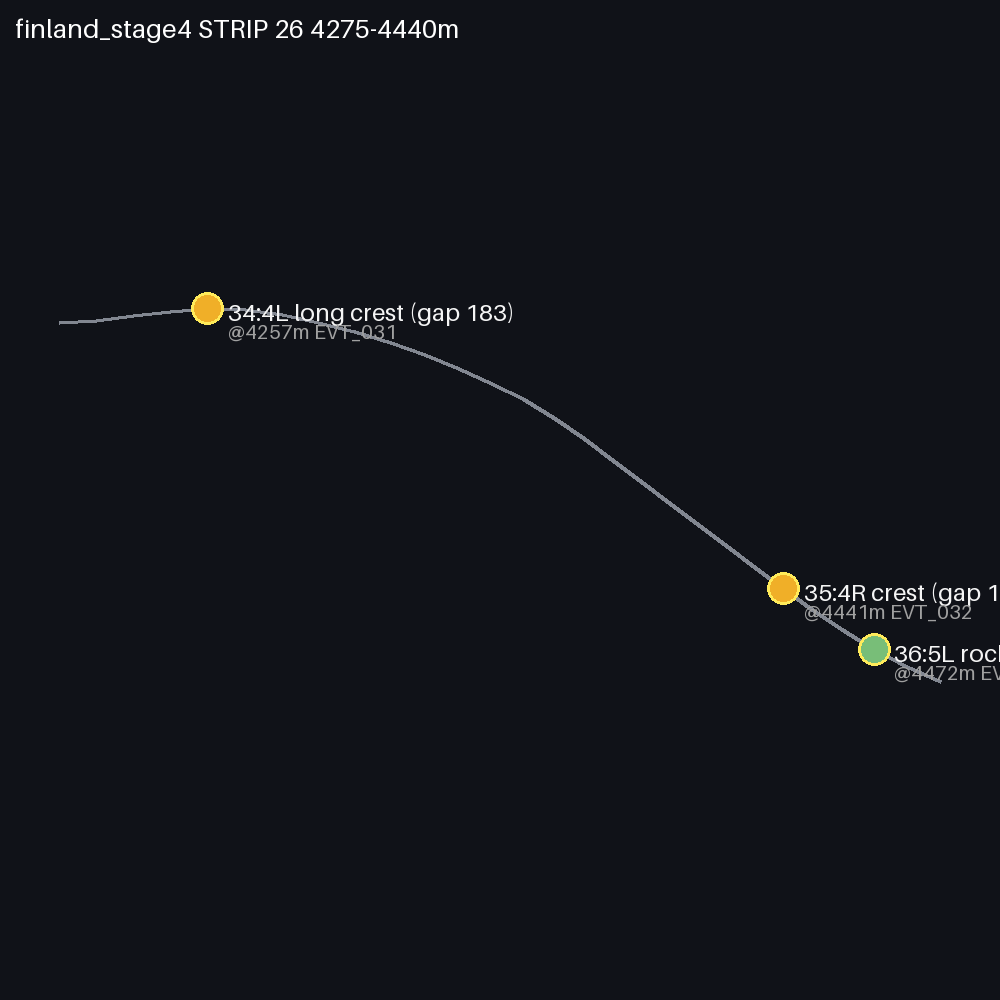 finland_stage4 STRIP 26 4275-4440m
34:4L long crest (gap 183)
@4257m EVT_031
35:4R crest (gap 1
@4441m EVT_032
36:5L roc
@4472m EV